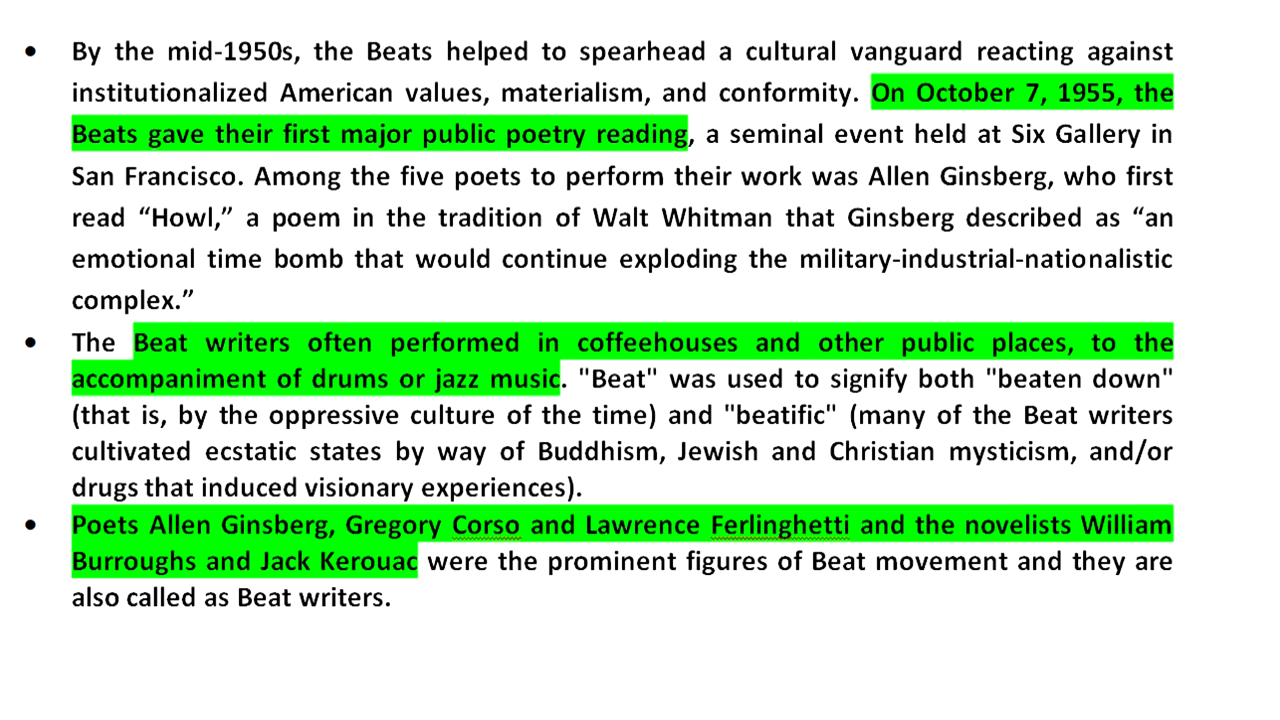 • By the mid-1950s, the Beats helped to spearhead a cultural vanguard reacting against
institutionalized American values, materialism, and conformity. On October 7, 1955, the
Beats gave their first major public poetry reading, a seminal event held at Six Gallery in
San Francisco. Among the five poets to perform their work was Allen Ginsberg, who first
read “Howl,” a poem in the tradition of Walt Whitman that Ginsberg described as “an
emotional time bomb that would continue exploding the military-industrial-nationalistic
complex.”
• The Beat writers often performed in coffeehouses and other public places, to the
accompaniment of drums or jazz music. "Beat" was used to signify both "beaten down"
(that is, by the oppressive culture of the time) and "beatific" (many of the Beat writers
cultivated ecstatic states by way of Buddhism, Jewish and Christian mysticism, and/or
drugs that induced visionary experiences).
• Poets Allen Ginsberg, Gregory Corso and Lawrence Ferlinghetti and the novelists William
Burroughs and Jack Kerouac were the prominent figures of Beat movement and they are
also called as Beat writers.